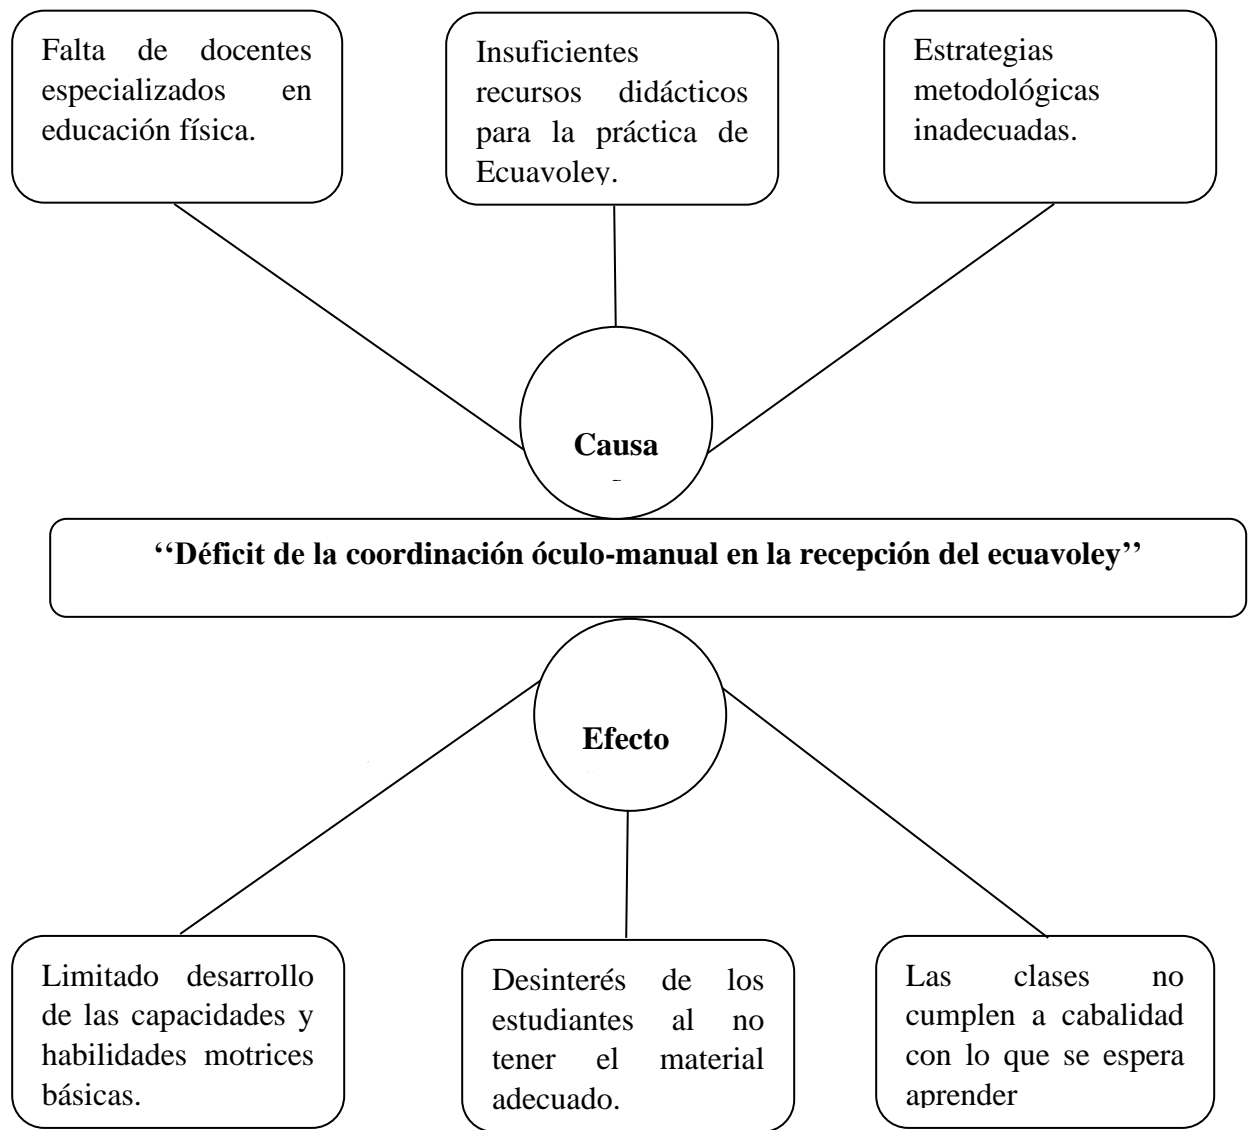 Falta de docentes
especializados en
educación física.
Insuficientes
recursos didácticos
para la práctica de
Ecuavoley.
Estrategias
metodológicas
inadecuadas.
Causa
‘‘Déficit de la coordinación óculo-manual en la recepción del ecuavoley’’
Efecto
Limitado desarrollo
de las capacidades y
habilidades motrices
básicas.
Desinterés de los
estudiantes al no
tener el material
adecuado.
Las clases no
cumplen a cabalidad
con lo que se espera
aprender